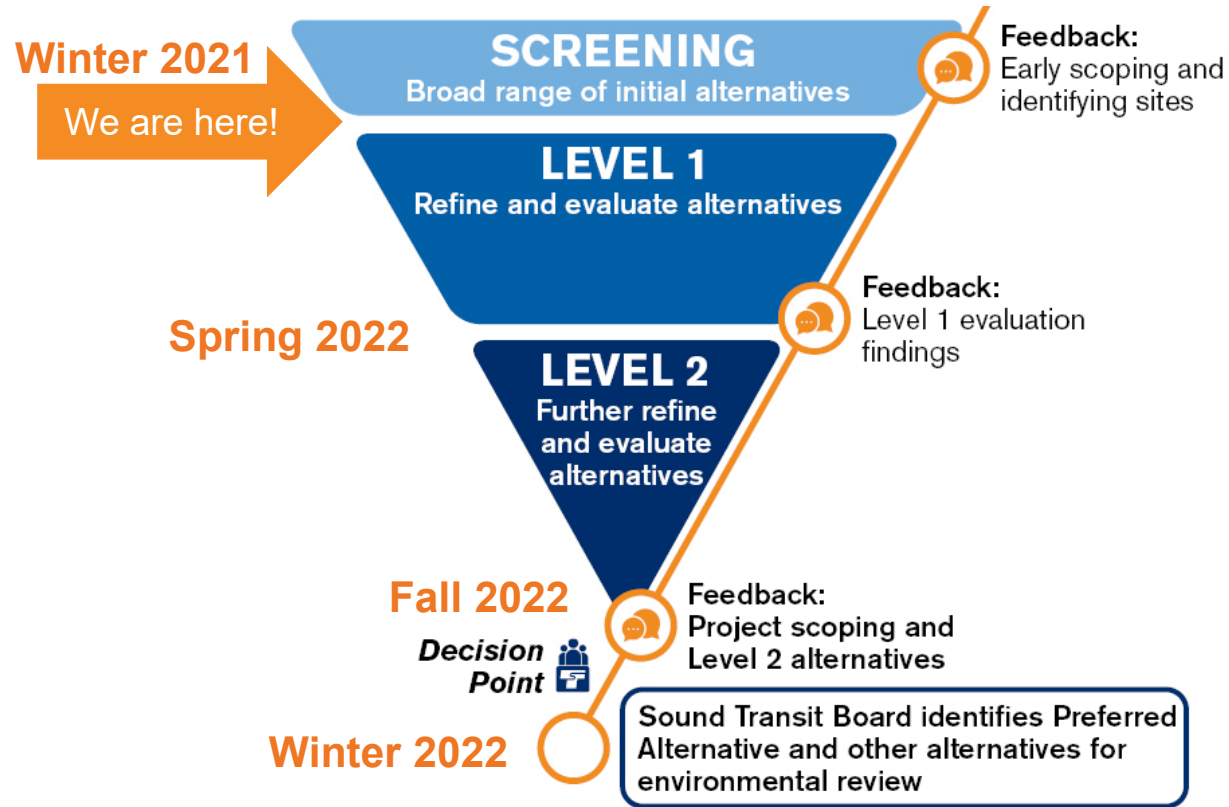 Winter 2021
We are here!
SCREENING
Broad range of initial alternatives
Feedback:
Early scoping and
identifying sites
LEVEL 1
Refine and evaluate alternatives
Feedback:
Level 1 evaluation
findings
Spring 2022
LEVEL 2
Further refine
and evaluate
alternatives
Fall 2022
Feedback:
Project scoping and
Level 2 alternatives
Decision
Point
Winter 2022
Sound Transit Board identifies Preferred
Alternative and other alternatives for
environmental review